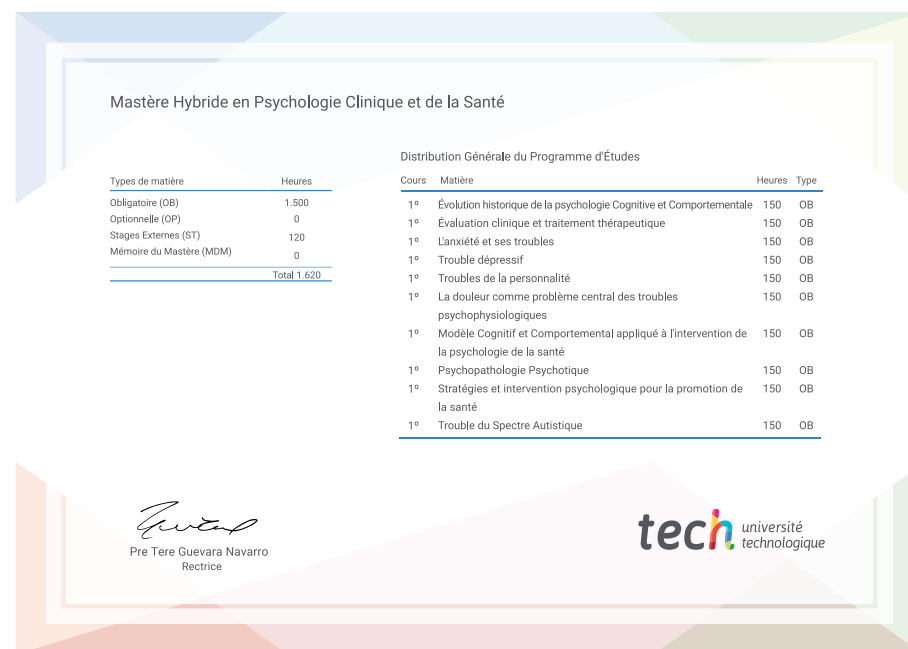 Mastère Hybride en Psychologie Clinique et de la Santé
Types de matière Heures
Obligatoire (OB) 1.500
Optionnelle (OP) 0
Stages Externes (ST) 120
Mémoire du Mastère (MDM) 0
Total 1.620
Distribution Générale du Programme d'Études
Cours Matière Heures Type
1º Évolution historique de la psychologie Cognitive et Comportementale 150 OB
1º Évaluation clinique et traitement thérapeutique 150 OB
1º L'anxiété et ses troubles 150 OB
1º Trouble dépressif 150 OB
1º Troubles de la personnalité 150 OB
1º La douleur comme problème central des troubles 150 OB
psychophysiologiques
1º Modèle Cognitif et Comportemental appliqué à l'intervention de 150 OB
la psychologie de la santé
1º Psychopathologie Psychotique 150 OB
1º Stratégies et intervention psychologique pour la promotion de 150 OB
la santé
1º Trouble du Spectre Autistique 150 OB
Pre Tere Guevara Navarro
Rectrice
tech université
technologique